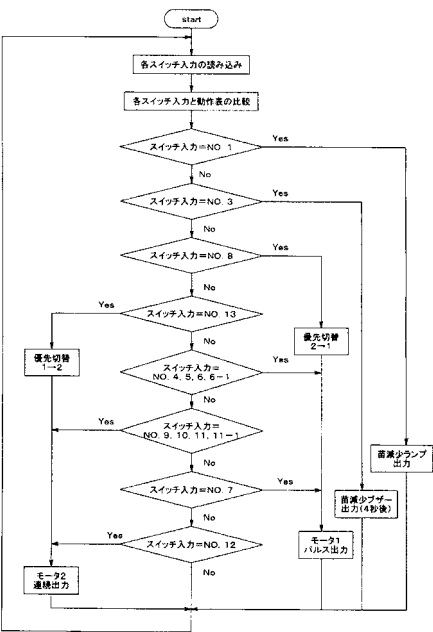 start
各スイッチ入力の読み込み
各スイッチ入力と動作表の比較
スイッチ入力=NO. 1
Yes
No
スイッチ入力=NO. 3
Yes
No
スイッチ入力=NO. 8
Yes
No
スイッチ入力=NO. 13
Yes
No
優先切替
2→1
優先切替
1→2
スイッチ入力=
NO. 4, 5, 6, 6-1
Yes
No
スイッチ入力=
NO. 9, 10, 11, 11-1
Yes
No
苗減少ランプ
出力
スイッチ入力=NO. 7
Yes
No
苗減少ブザー
出力(4秒後)
スイッチ入力=NO. 12
Yes
No
モータ1
パルス出力
モータ2
連続出力